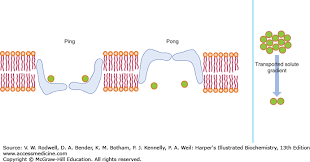 Ping
Pong
Transported solute
gradient
Source: V. W. Rodwell, D. A. Bender, K. M. Botham, P. J. Kennelly, P. A. Weil: Harper's Illustrated Biochemistry, 13th Edition
www.accessmedicine.com
Copyright © McGraw-Hill Education. All rights reserved.